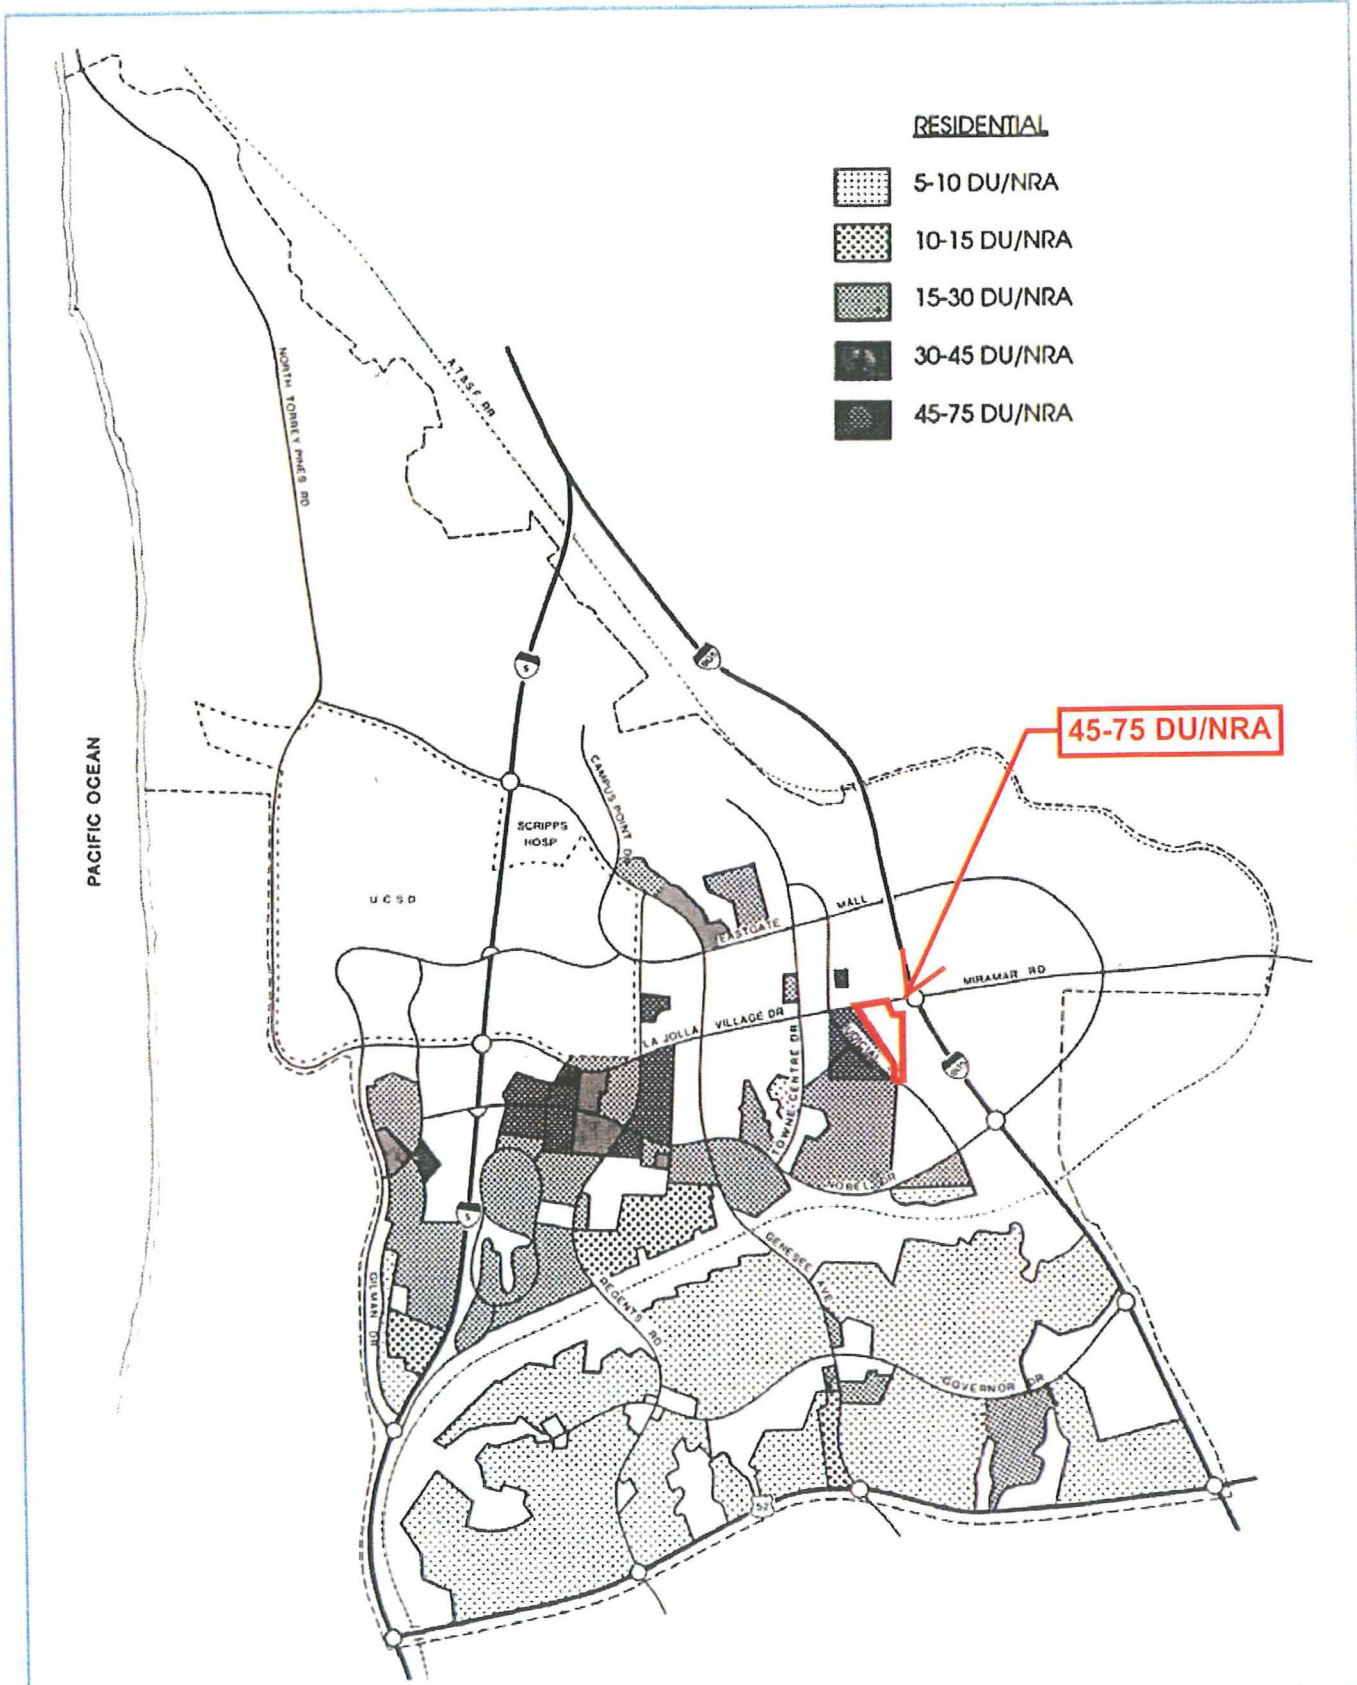 RESIDENTIAL
5-10 DU/NRA
10-15 DU/NRA
15-30 DU/NRA
30-45 DU/NRA
45-75 DU/NRA
A.T.&S.F. RR
NORTH TORREY PINES RD
5
805
45-75 DU/NRA
PACIFIC OCEAN
CAMPUS POINT DR
SCRIPPS
HOSP
UCSD
EASTGATE
MALL
MIRAMAR RD
LA JOLLA VILLAGE DR
JUDICIAL
805
TOWNE CENTRE DR
NOBEL DR
5
GENESEE AVE
GILMAN DR
REGENTS RD
GOVERNOR DR
52